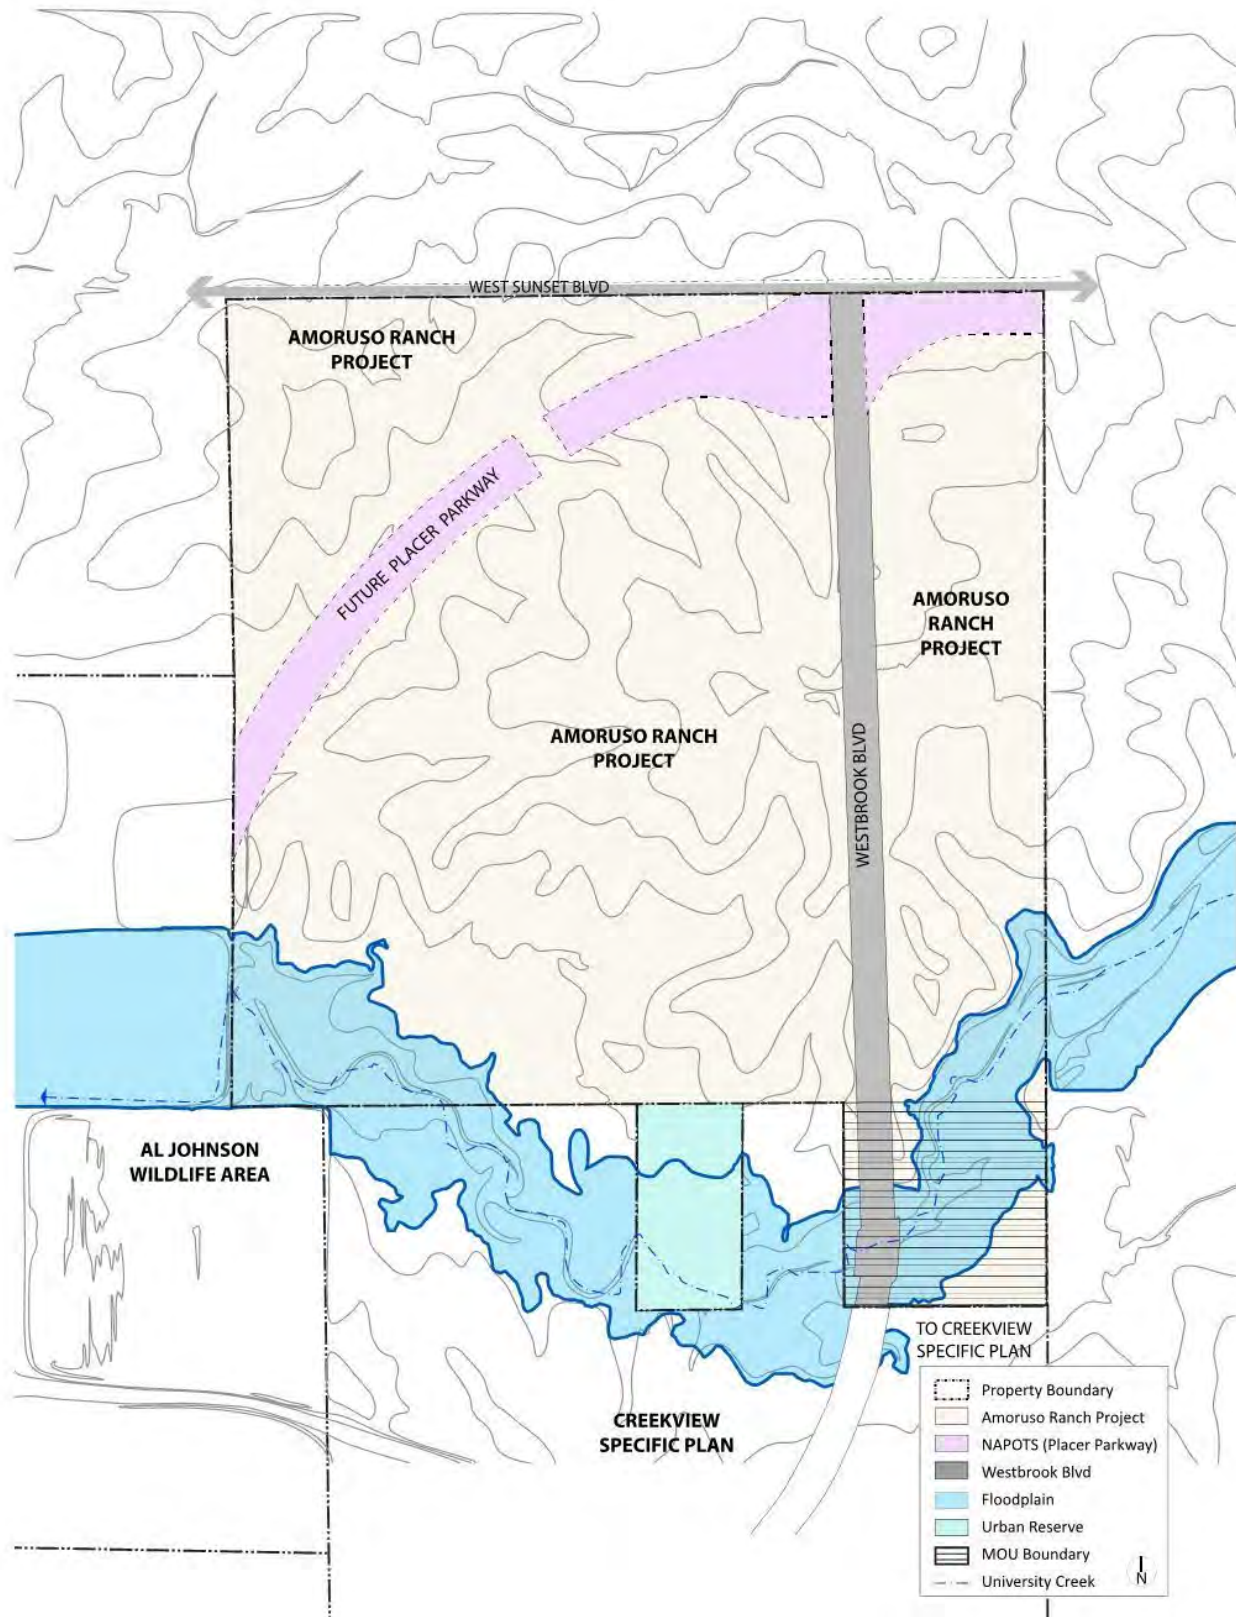 WEST SUNSET BLVD
AMORUSO RANCH
PROJECT
FUTURE PLACER PARKWAY
AMORUSO
RANCH
PROJECT
AMORUSO RANCH
PROJECT
WESTBROOK BLVD
AL JOHNSON
WILDLIFE AREA
TO CREEKVIEW
SPECIFIC PLAN
CREEKVIEW
SPECIFIC PLAN
Property Boundary
Amoruso Ranch Project
NAPOTS (Placer Parkway)
Westbrook Blvd
Floodplain
Urban Reserve
MOU Boundary
University Creek
N